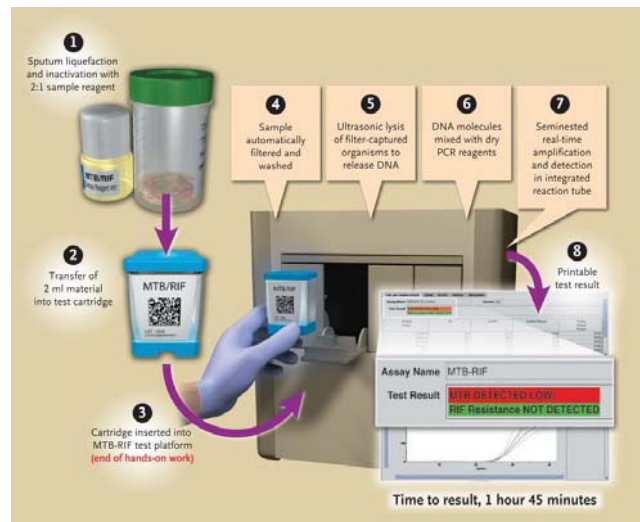 1
Sputum liquefaction
and inactivation with
2:1 sample reagent
MTB/RIF
2
Transfer of
2 ml material
into test cartridge
MTB/RIF
3
Cartridge inserted into
MTB-RIF test platform
(end of hands-on work)
MTB/RIF
4
Sample
automatically
filtered and
washed
5
Ultrasonic lysis
of filter-captured
organisms to
release DNA
6
DNA molecules
mixed with dry
PCR reagents
7
Seminested
real-time
amplification
and detection
in integrated
reaction tube
8
Printable
test result
Assay Name MTB-RIF
Test Result MTB DETECTED LOW;
RIF Resistance NOT DETECTED
Time to result, 1 hour 45 minutes